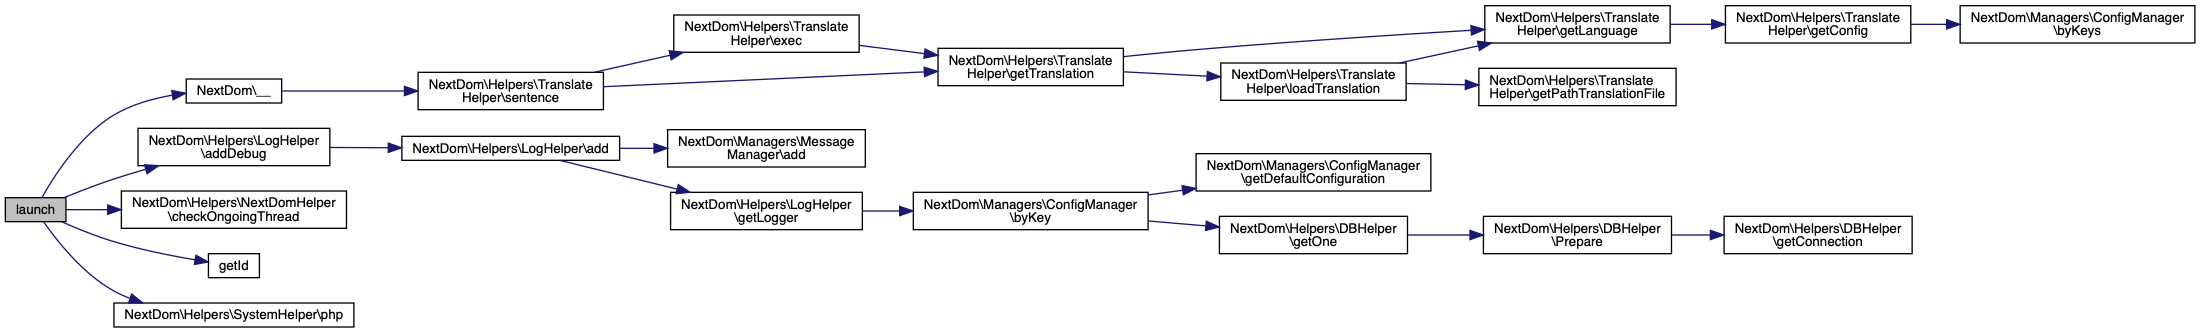 launch
NextDom\__
NextDom\Helpers\Translate
Helper\sentence
NextDom\Helpers\Translate
Helper\exec
NextDom\Helpers\Translate
Helper\getTranslation
NextDom\Helpers\Translate
Helper\getLanguage
NextDom\Helpers\Translate
Helper\getConfig
NextDom\Managers\ConfigManager
\byKeys
NextDom\Helpers\Translate
Helper\loadTranslation
NextDom\Helpers\Translate
Helper\getPathTranslationFile
NextDom\Helpers\LogHelper
\addDebug
NextDom\Helpers\LogHelper\add
NextDom\Managers\Message
Manager\add
NextDom\Helpers\LogHelper
\getLogger
NextDom\Managers\ConfigManager
\byKey
NextDom\Managers\ConfigManager
\getDefaultConfiguration
NextDom\Helpers\DBHelper
\getOne
NextDom\Helpers\DBHelper
\Prepare
NextDom\Helpers\DBHelper
\getConnection
NextDom\Helpers\NextDomHelper
\checkOngoingThread
getId
NextDom\Helpers\SystemHelper\php